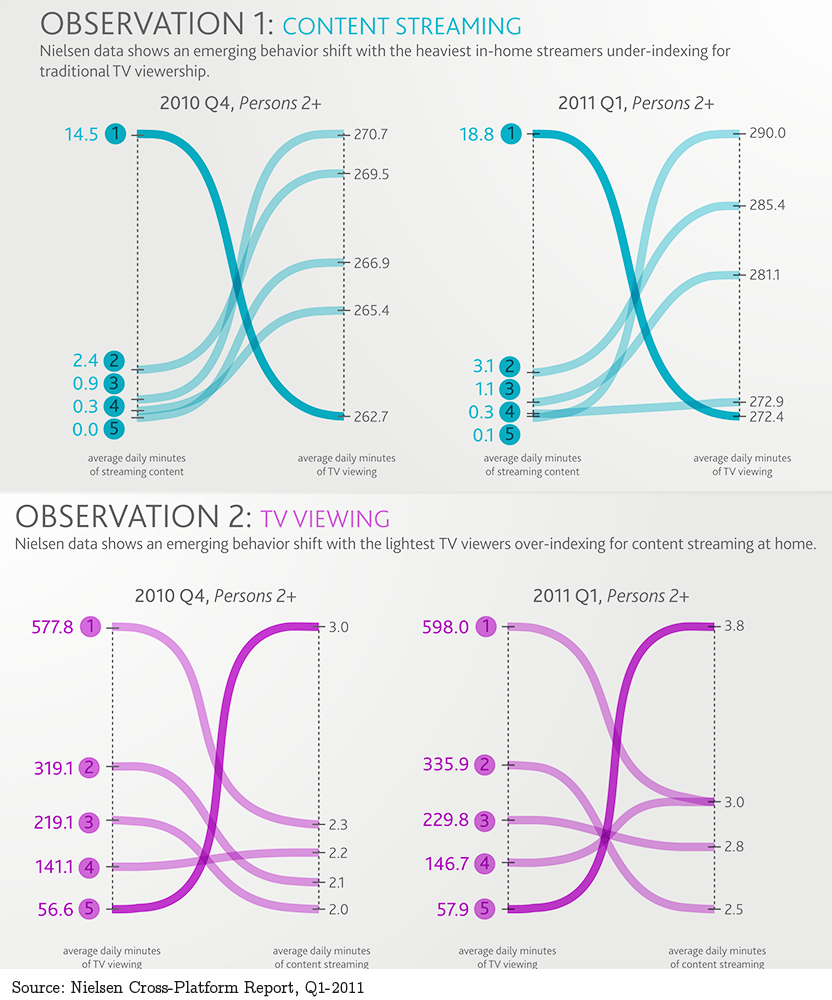 OBSERVATION 1: CONTENT STREAMING
Nielsen data shows an emerging behavior shift with the heaviest in-home streamers under-indexing for
traditional TV viewership.
2010 Q4, Persons 2+
14.5 1
2.4 2
0.9 3
0.3 4
0.0 5
270.7
269.5
266.9
265.4
262.7
average daily minutes
of streaming content
average daily minutes
of TV viewing
2011 Q1, Persons 2+
18.8 1
3.1 2
1.1 3
0.3 4
0.1 5
290.0
285.4
281.1
272.9
272.4
average daily minutes
of streaming content
average daily minutes
of TV viewing
OBSERVATION 2: TV VIEWING
Nielsen data shows an emerging behavior shift with the lightest TV viewers over-indexing for content streaming at home.
2010 Q4, Persons 2+
577.8 1
319.1 2
219.1 3
141.1 4
56.6 5
3.0
2.3
2.2
2.1
2.0
average daily minutes
of TV viewing
average daily minutes
of content streaming
2011 Q1, Persons 2+
598.0 1
335.9 2
229.8 3
146.7 4
57.9 5
3.8
3.0
2.8
2.5
average daily minutes
of TV viewing
average daily minutes
of content streaming
Source: Nielsen Cross-Platform Report, Q1-2011